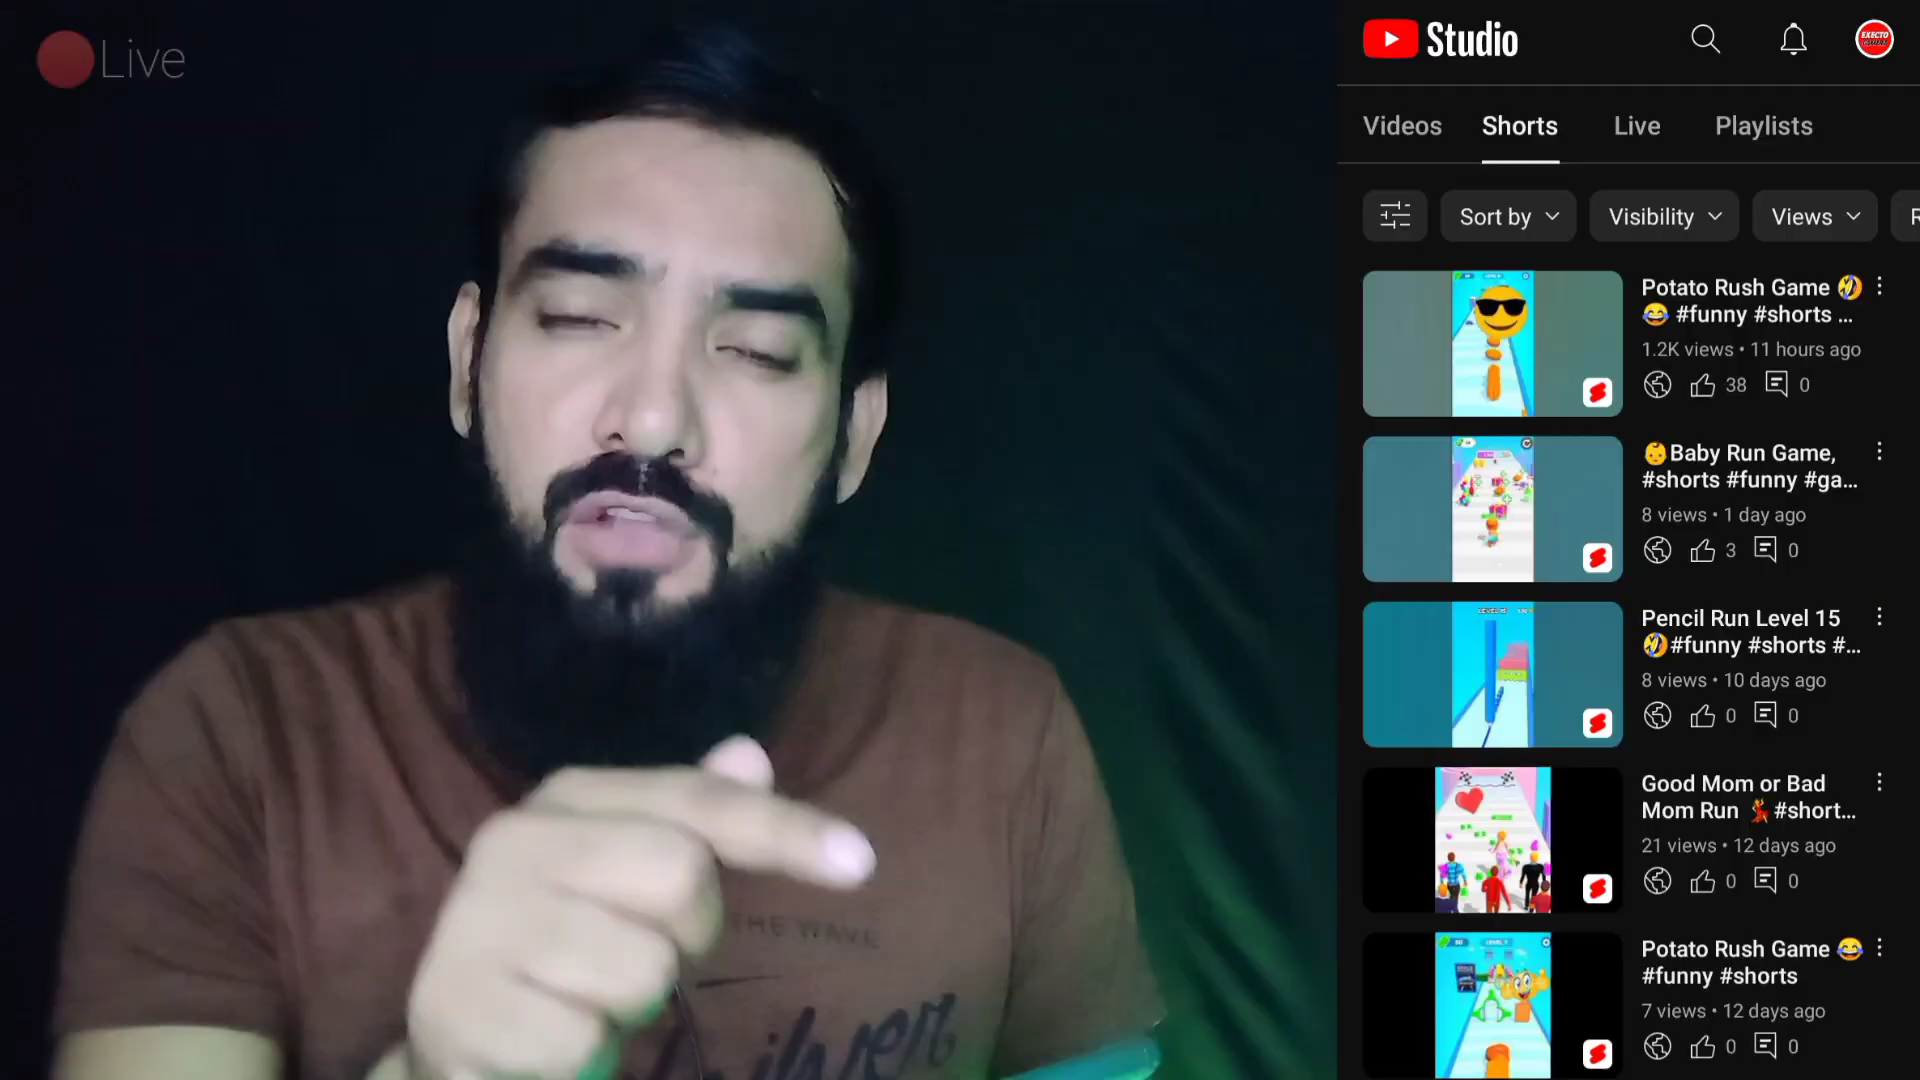 Live
Studio
EXECTO
Videos
Shorts
Live
Playlists
Sort by
Visibility
Views
Potato Rush Game 🤣
😂 #funny #shorts ...
1.2K views • 11 hours ago
38
0
👶Baby Run Game,
#shorts #funny #ga...
8 views • 1 day ago
3
0
Pencil Run Level 15
🤣#funny #shorts #...
8 views • 10 days ago
0
0
Good Mom or Bad
Mom Run 💃#short...
21 views • 12 days ago
0
0
Potato Rush Game 😂
#funny #shorts
7 views • 12 days ago
0
0
THE WAVE